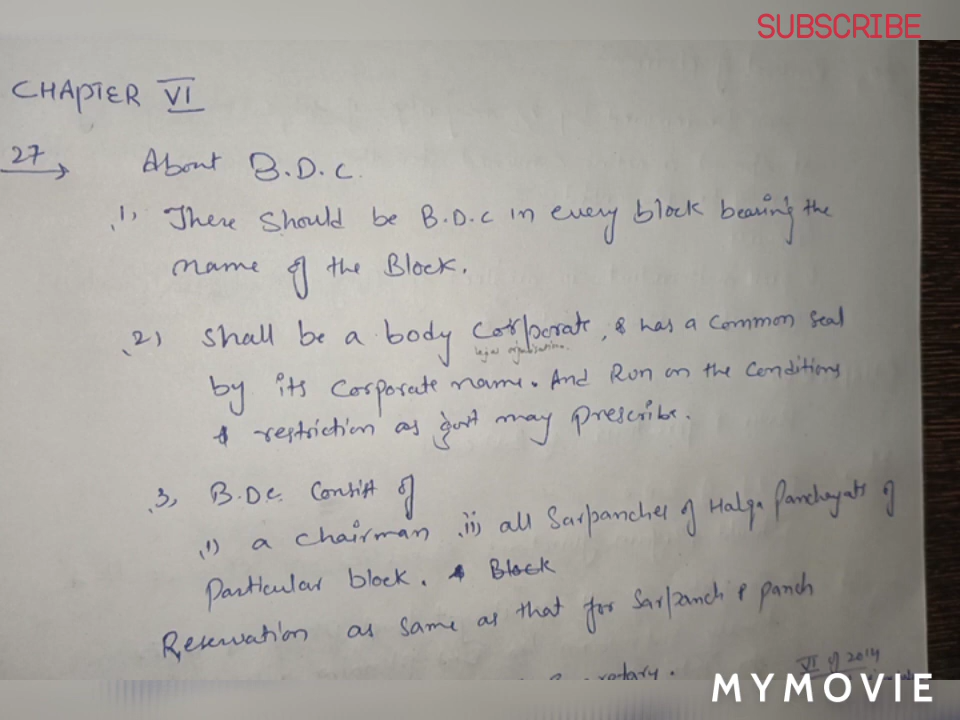 SUBSCRIBE
CHAPTER VI
27 → About B.D.C.
1, There should be B.D.C in every block bearing the
name of the Block.
2) Shall be a body corporate, & has a common seal
by its corporate name. And Run on the conditions
& restriction as govt may prescribe.
3, B.D.C. Consist of
i) a chairman ii) all Sarpanches of Halqa Panchayats of
particular block. Block
Reservation as same as that for Sarpanch & panch
VI of 2014
MYMOVIE